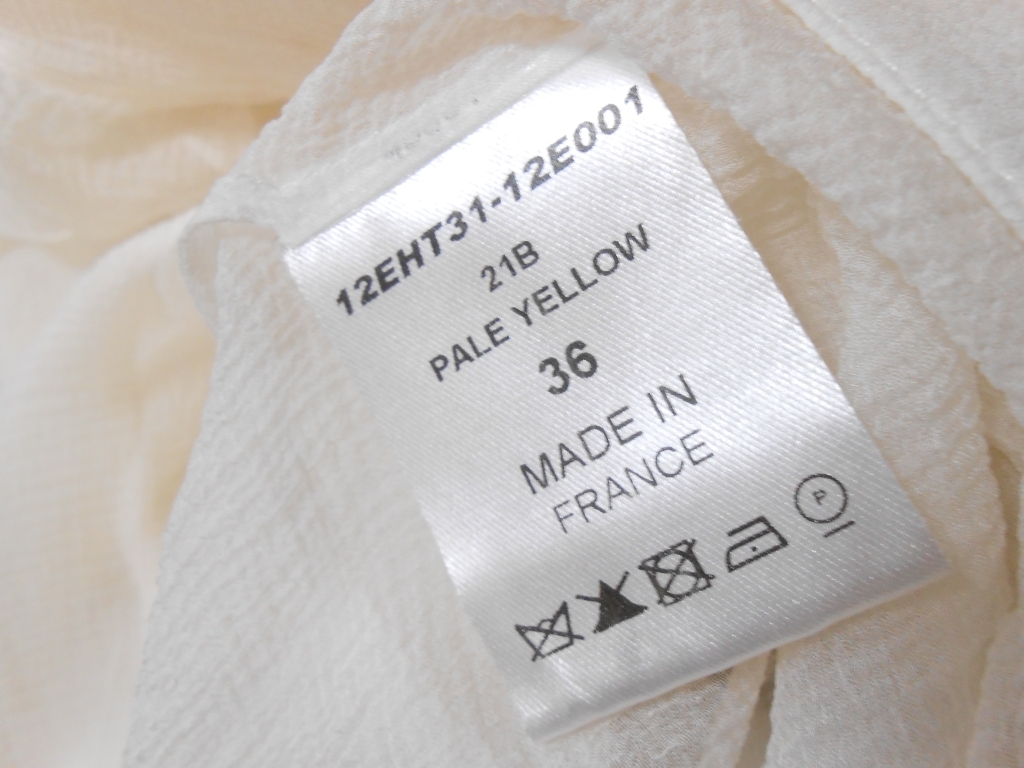 12EHT31-12E001
21B
PALE YELLOW
36
MADE IN
FRANCE
P